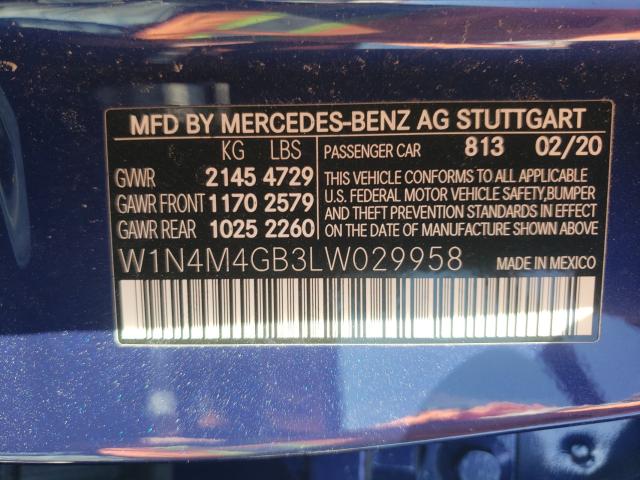 MFD BY MERCEDES-BENZ AG STUTTGART
KG LBS PASSENGER CAR 813 02/20
GVWR 2145 4729
GAWR FRONT 1170 2579
GAWR REAR 1025 2260
THIS VEHICLE CONFORMS TO ALL APPLICABLE
U.S. FEDERAL MOTOR VEHICLE SAFETY, BUMPER
AND THEFT PREVENTION STANDARDS IN EFFECT
ON THE DATE OF MANUFACTURE SHOWN ABOVE
W1N4M4GB3LW029958 MADE IN MEXICO